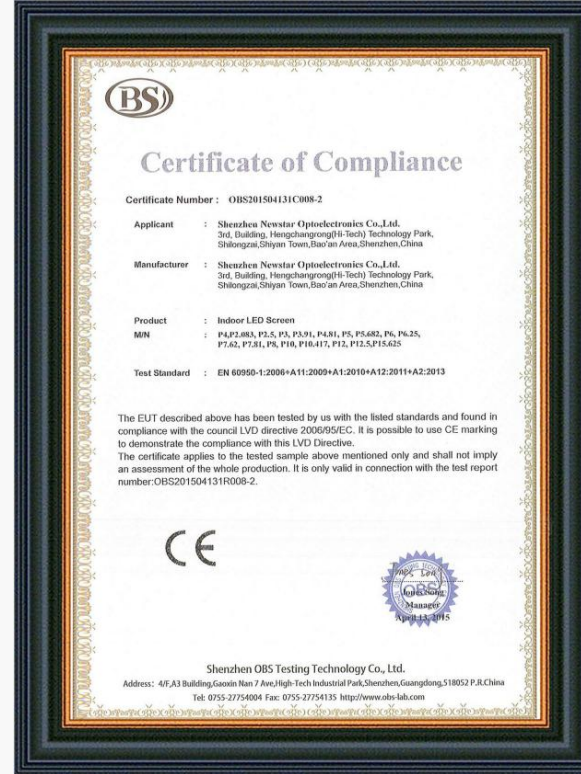 OBS
Certificate of Compliance
Certificate Number : OBS201504131C008-2
Applicant : Shenzhen Newstar Optoelectronics Co.,Ltd.
3rd, Building, Hengchangrong(Hi-Tech) Technology Park,
Shilongzai,Shiyan Town,Bao'an Area,Shenzhen,China
Manufacturer : Shenzhen Newstar Optoelectronics Co.,Ltd.
3rd, Building, Hengchangrong(Hi-Tech) Technology Park,
Shilongzai,Shiyan Town,Bao'an Area,Shenzhen,China
Product : Indoor LED Screen
M/N : P4,P2.083, P2.5, P3, P3.91, P4.81, P5, P5.682, P6, P6.25,
P7.62, P7.81, P8, P10, P10.417, P12, P12.5,P15.625
Test Standard : EN 60950-1:2006+A11:2009+A1:2010+A12:2011+A2:2013
The EUT described above has been tested by us with the listed standards and found in
compliance with the council LVD directive 2006/95/EC. It is possible to use CE marking
to demonstrate the compliance with this LVD Directive.
The certificate applies to the tested sample above mentioned only and shall not imply
an assessment of the whole production. It is only valid in connection with the test report
number:OBS201504131R008-2.
CE
OBS
Manager
April 13, 2015
Shenzhen OBS Testing Technology Co., Ltd.
Address: 4/F,A3 Building,Gaoxin Nan 7 Ave,High-Tech Industrial Park,Shenzhen,Guangdong,518052 P.R.China
Tel: 0755-27754004 Fax: 0755-27754135 http://www.obs-lab.com